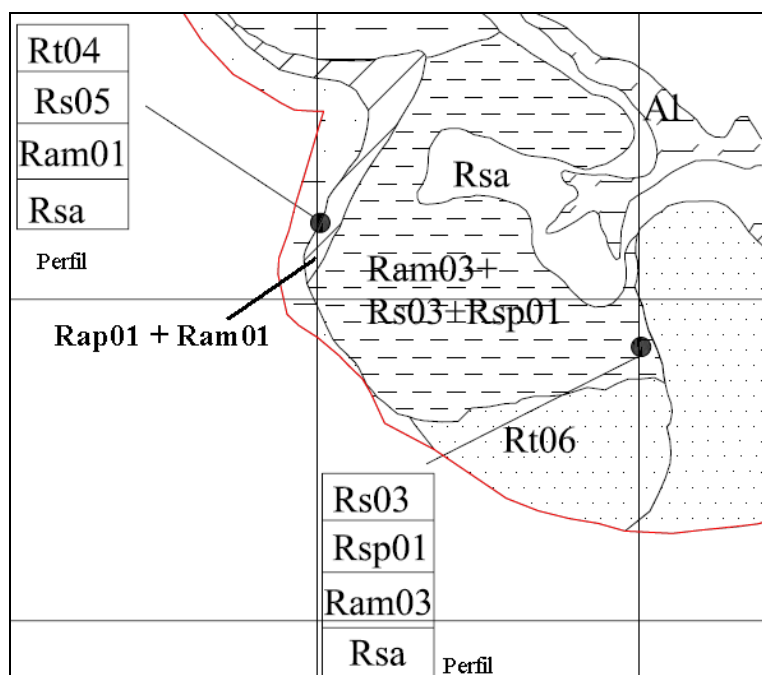 Rt04
Rs05
Ram01
Rsa
Perfil
Al
Rsa
Ram03+
Rs03+Rsp01
Rap01 + Ram01
Rt06
Rs03
Rsp01
Ram03
Rsa
Perfil